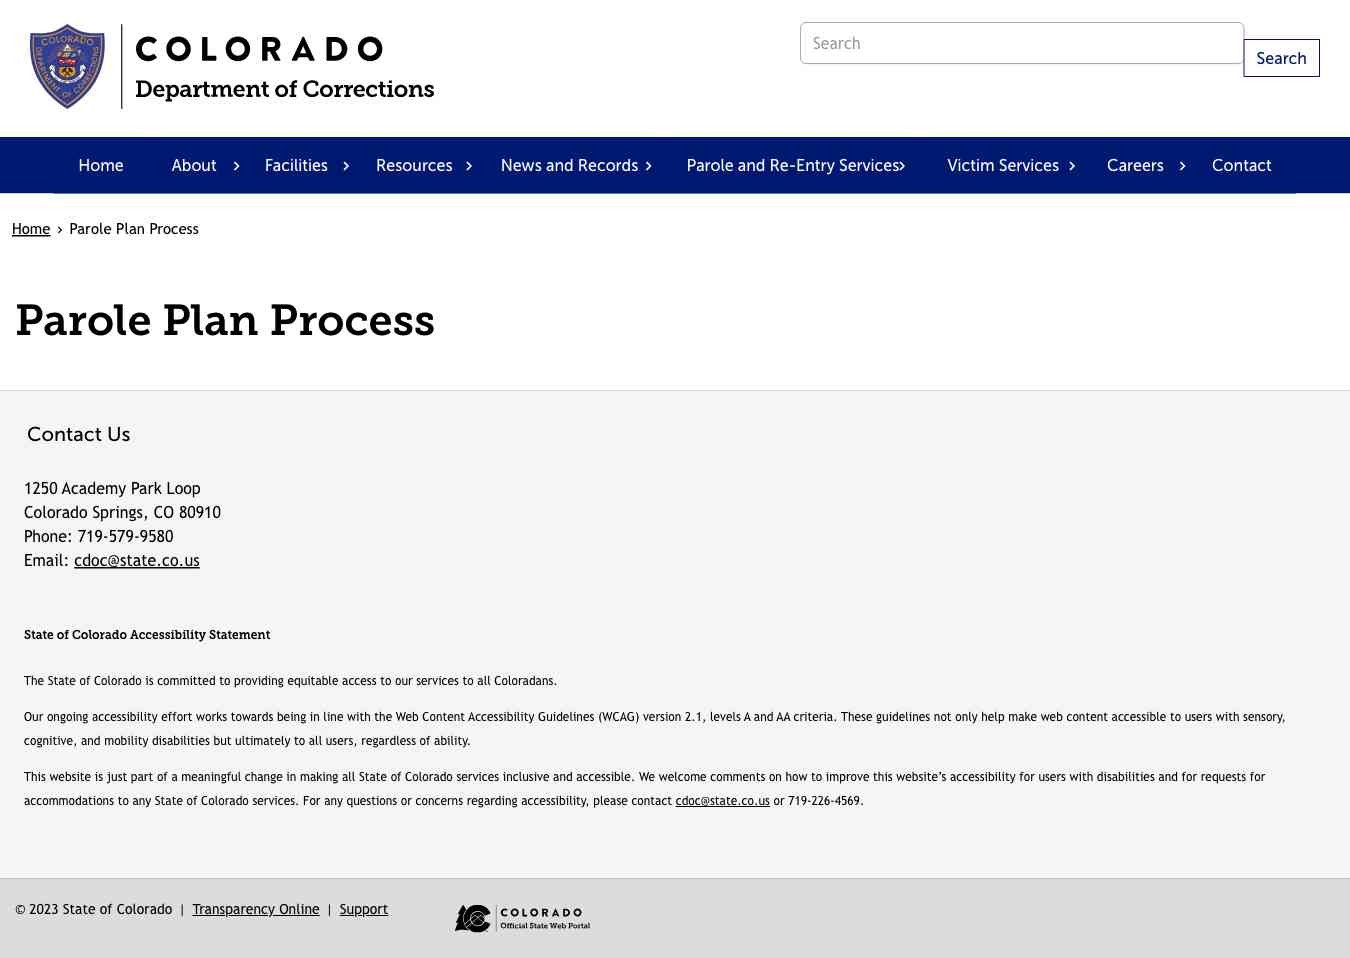 COLORADO
Department of Corrections
Search
Search
Home About Facilities Resources News and Records Parole and Re-Entry Services Victim Services Careers Contact
Home › Parole Plan Process
Parole Plan Process
Contact Us
1250 Academy Park Loop
Colorado Springs, CO 80910
Phone: 719-579-9580
Email: cdoc@state.co.us
State of Colorado Accessibility Statement
The State of Colorado is committed to providing equitable access to our services to all Coloradans.
Our ongoing accessibility effort works towards being in line with the Web Content Accessibility Guidelines (WCAG) version 2.1, levels A and AA criteria. These guidelines not only help make web content accessible to users with sensory,
cognitive, and mobility disabilities but ultimately to all users, regardless of ability.
This website is just part of a meaningful change in making all State of Colorado services inclusive and accessible. We welcome comments on how to improve this website’s accessibility for users with disabilities and for requests for
accommodations to any State of Colorado services. For any questions or concerns regarding accessibility, please contact cdoc@state.co.us or 719-226-4569.
© 2023 State of Colorado | Transparency Online | Support
COLORADO
Official State Web Portal